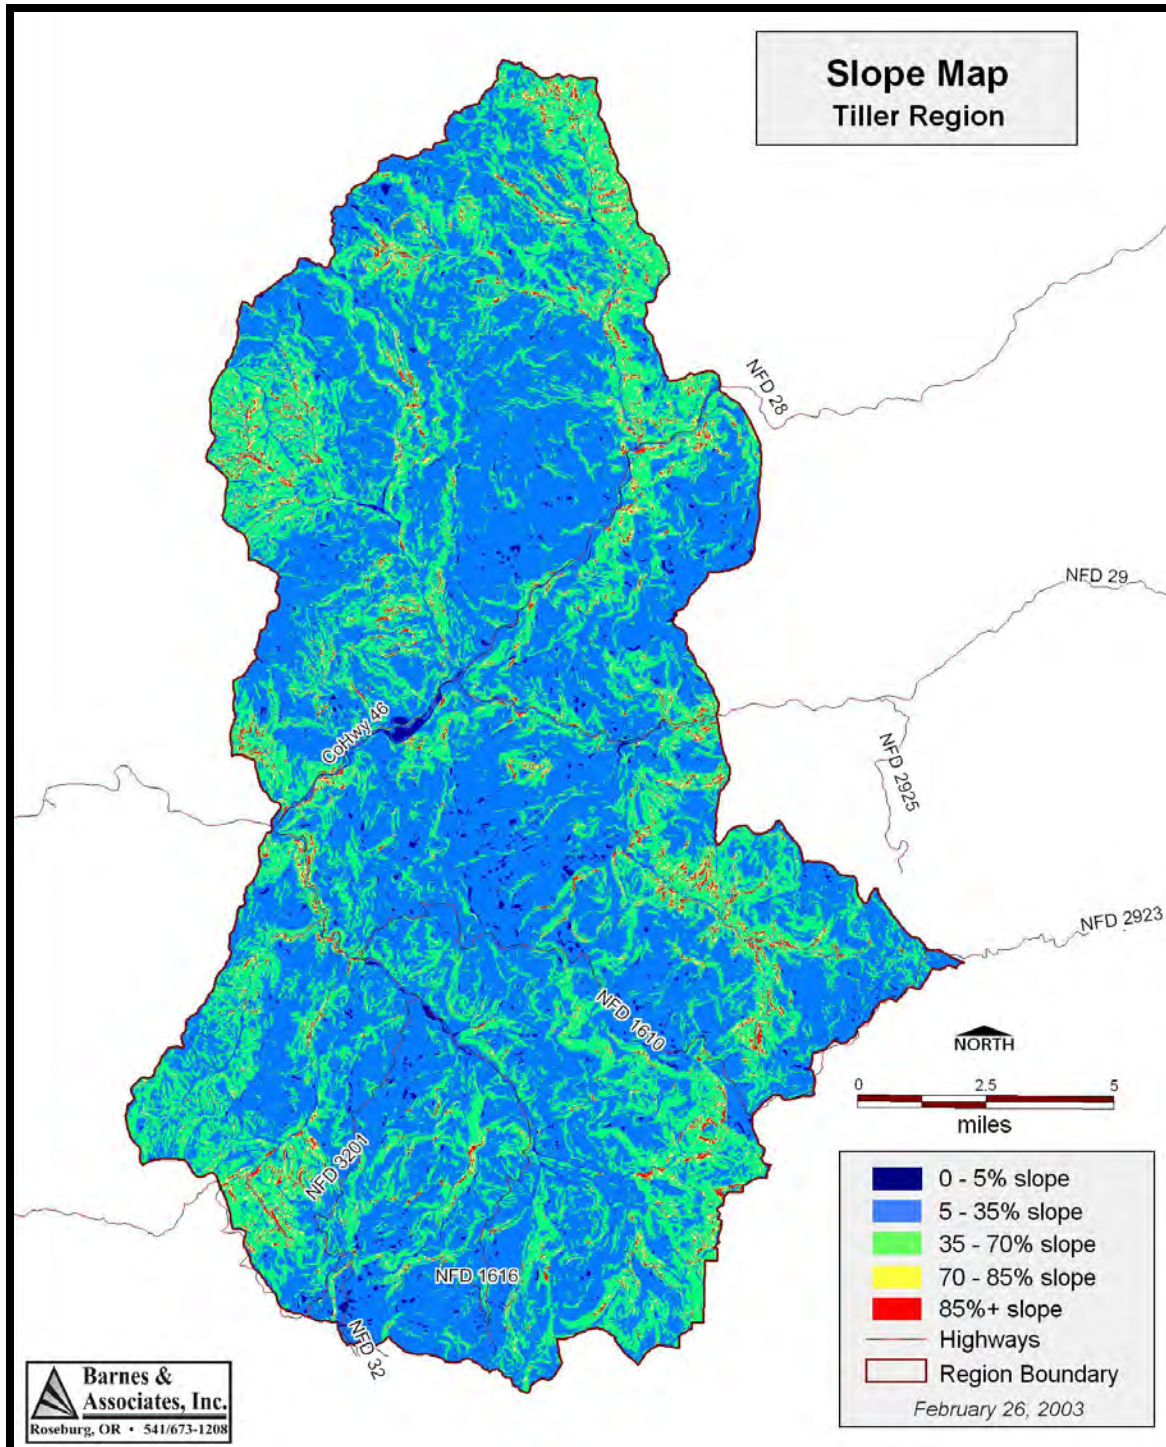 Slope Map
Tiller Region
NFD 28
NFD 29
CoHwy 46
NFD 2925
NFD 2923
NFD 1610
NORTH
0 2.5 5
miles
NFD 3201
NFD 1616
NFD 32
0 - 5% slope
5 - 35% slope
35 - 70% slope
70 - 85% slope
85%+ slope
Highways
Region Boundary
February 26, 2003
Barnes &
Associates, Inc.
Roseburg, OR • 541/673-1208